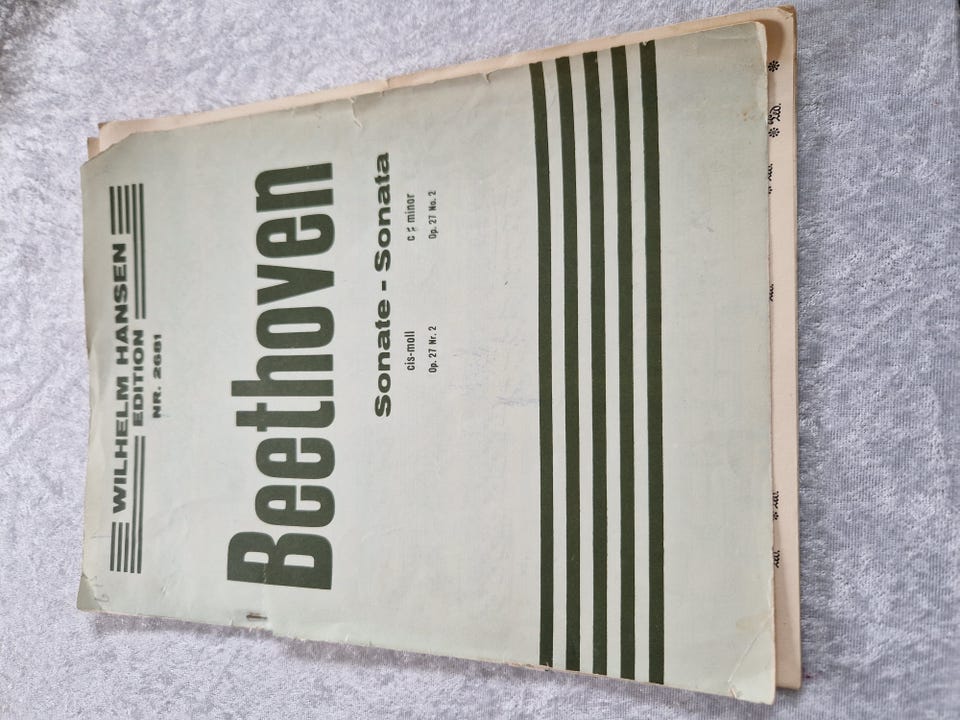 WILHELM HANSEN
EDITION
NR. 2681
Beethoven
Sonate - Sonata
cis-moll c♯ minor
Op. 27 Nr. 2 Op. 27 No. 2